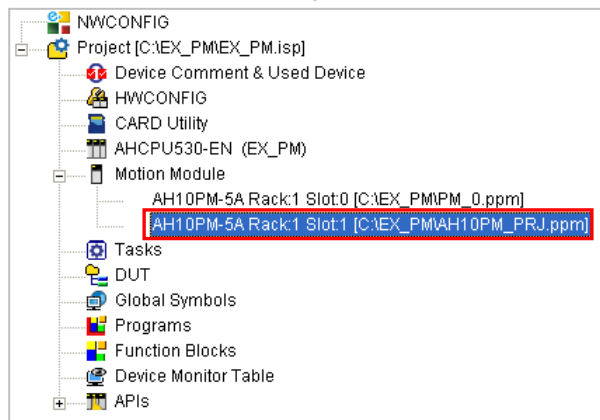 NWCONFIG
Project [C:\EX_PM\EX_PM.isp]
Device Comment & Used Device
HWCONFIG
CARD Utility
AHCPU530-EN (EX_PM)
Motion Module
AH10PM-5A Rack:1 Slot:0 [C:\EX_PM\PM_0.ppm]
AH10PM-5A Rack:1 Slot:1 [C:\EX_PM\AH10PM_PRJ.ppm]
Tasks
DUT
Global Symbols
Programs
Function Blocks
Device Monitor Table
APIs